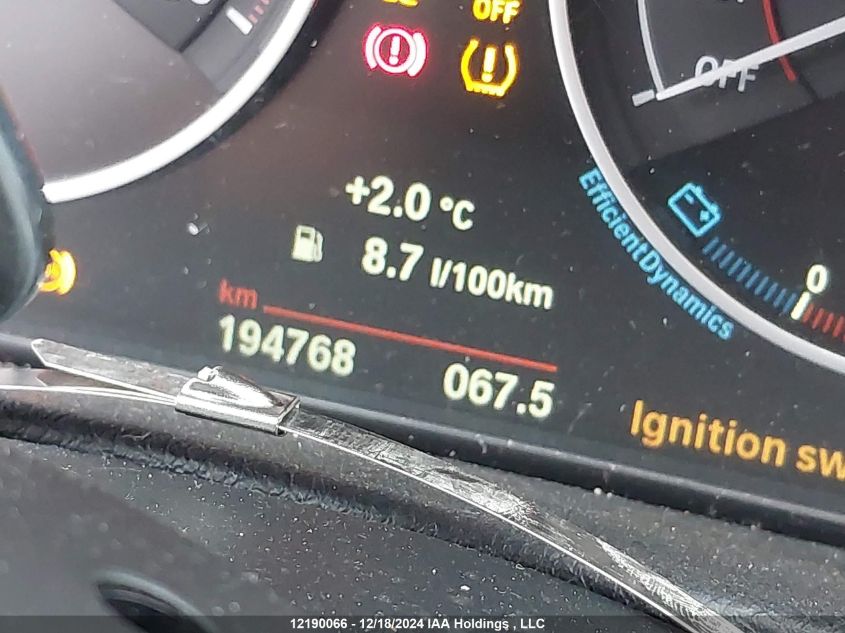 OFF
OFF
+2.0 °C
8.7 l/100km
EfficientDynamics
0
km
194768
067.5
Ignition sw
12190066 - 12/18/2024 IAA Holdings , LLC